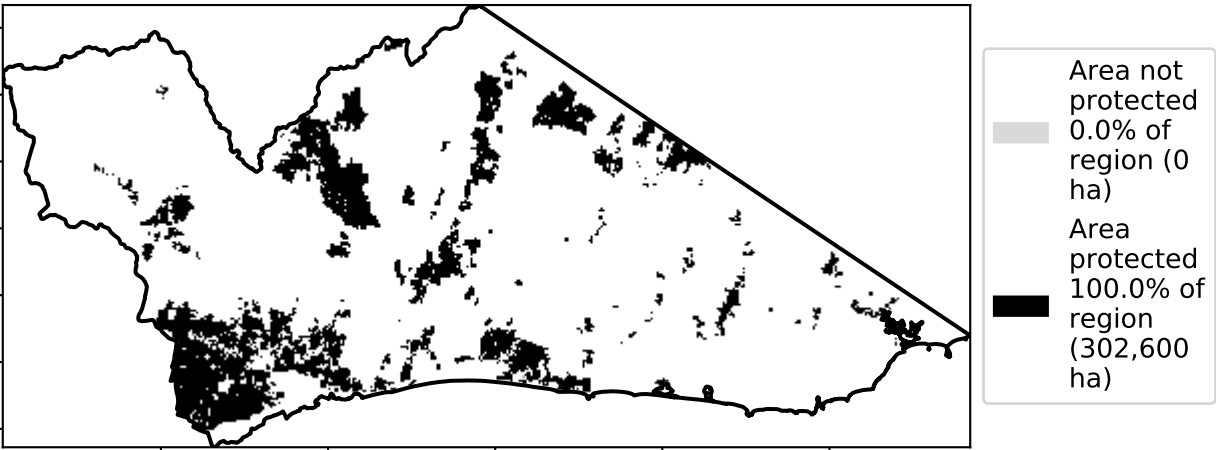 Area not
protected
0.0% of
region (0
ha)
Area
protected
100.0% of
region
(302,600
ha)